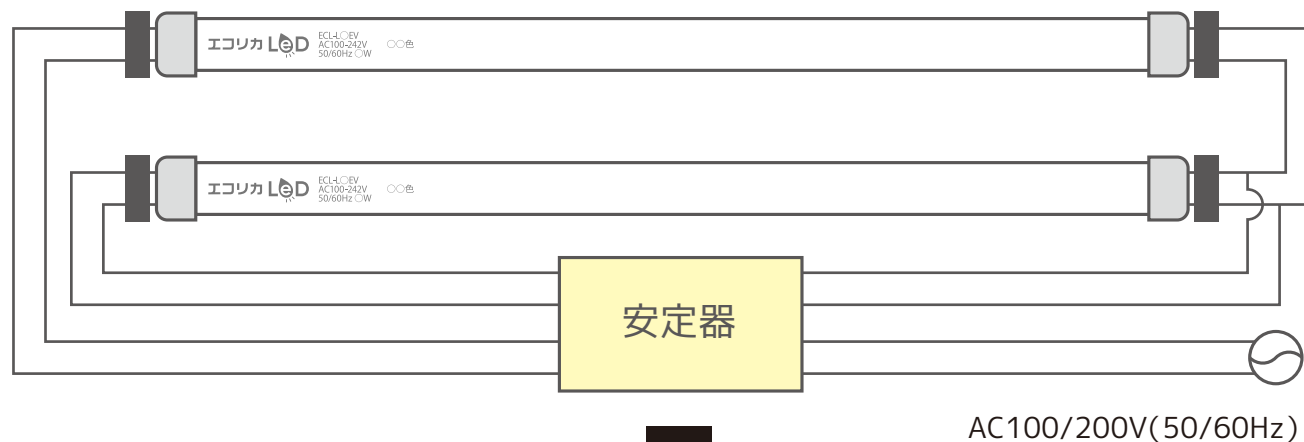 エコリカ LeD ECL-L○EV
AC100-242V ○○色
50/60Hz ○W
エコリカ LeD ECL-L○EV
AC100-242V ○○色
50/60Hz ○W
安定器
AC100/200V(50/60Hz)